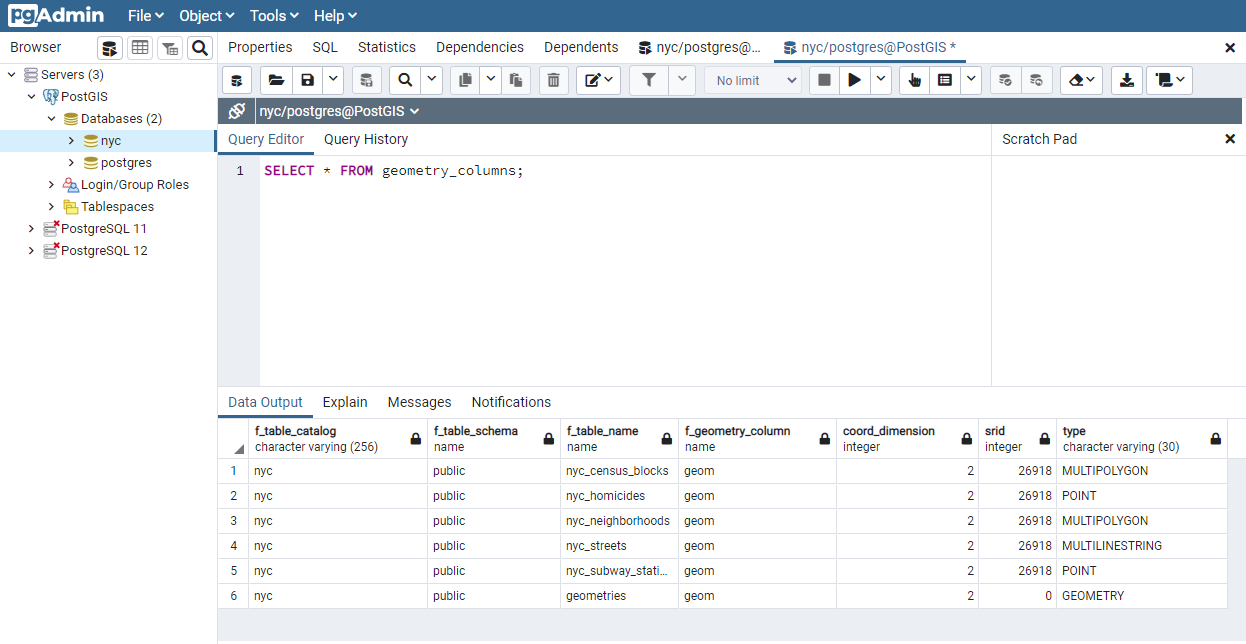 pgAdmin File Object Tools Help
Browser Properties SQL Statistics Dependencies Dependents nyc/postgres@... nyc/postgres@PostGIS *
Servers (3)
PostGIS
Databases (2)
nyc
postgres
Login/Group Roles
Tablespaces
PostgreSQL 11
PostgreSQL 12
No limit
nyc/postgres@PostGIS
Query Editor Query History Scratch Pad
1 SELECT * FROM geometry_columns;
Data Output Explain Messages Notifications
f_table_catalog f_table_schema f_table_name f_geometry_column coord_dimension srid type
character varying (256) name name name integer integer character varying (30)
1 nyc public nyc_census_blocks geom 2 26918 MULTIPOLYGON
2 nyc public nyc_homicides geom 2 26918 POINT
3 nyc public nyc_neighborhoods geom 2 26918 MULTIPOLYGON
4 nyc public nyc_streets geom 2 26918 MULTILINESTRING
5 nyc public nyc_subway_stati... geom 2 26918 POINT
6 nyc public geometries geom 2 0 GEOMETRY